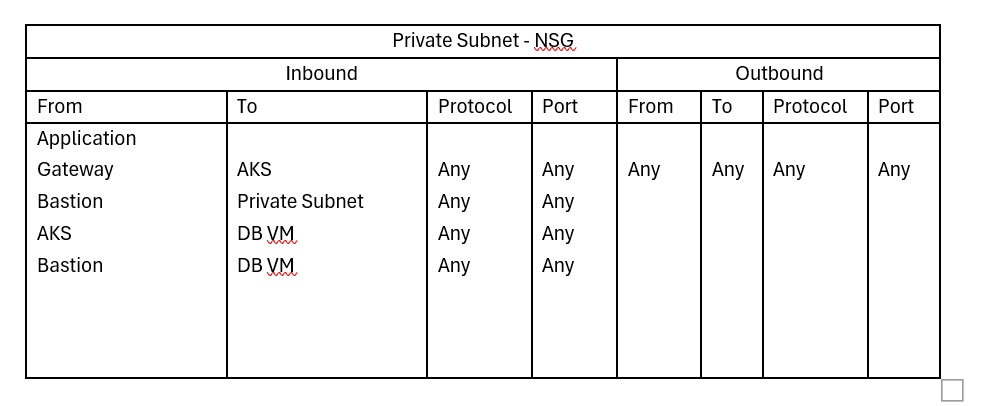 Private Subnet - NSG
Inbound Outbound
From To Protocol Port From To Protocol Port
Application
Gateway AKS Any Any Any Any Any Any
Bastion Private Subnet Any Any
AKS DB VM Any Any
Bastion DB VM Any Any